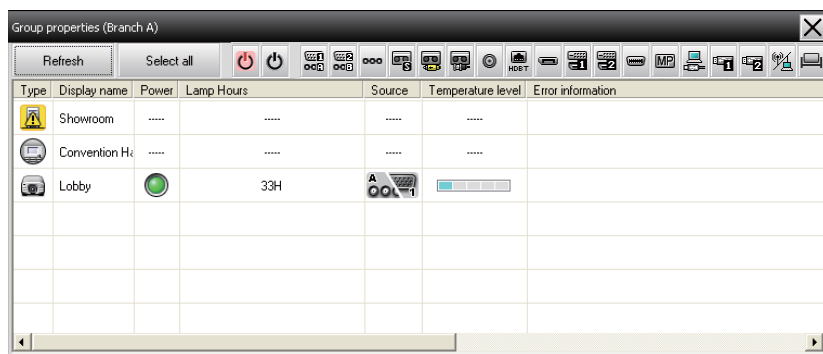 Group properties (Branch A)
Refresh Select all HDBT MP
Type Display name Power Lamp Hours Source Temperature level Error information
Showroom ----- ----- ----- -----
Convention Ha ----- ----- ----- -----
Lobby 33H A 1